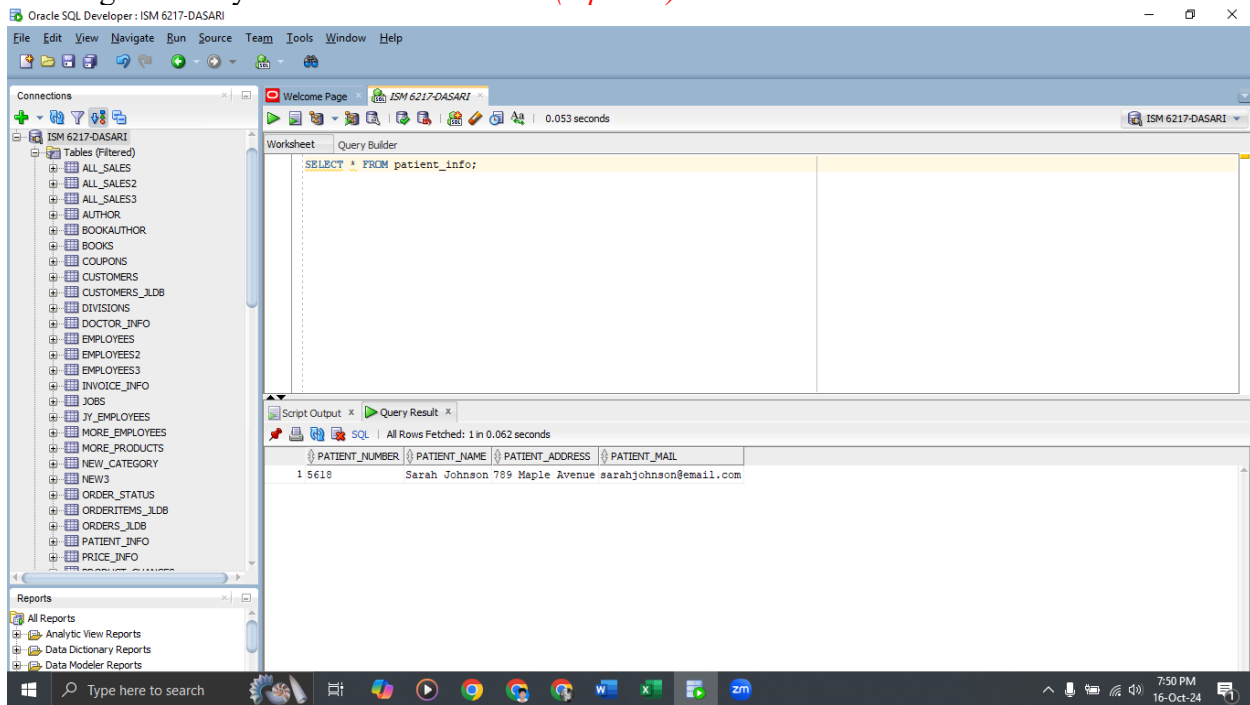 Oracle SQL Developer : ISM 6217-DASARI
File Edit View Navigate Run Source Team Tools Window Help
Connections
ISM 6217-DASARI
Tables (Filtered)
ALL_SALES
ALL_SALES2
ALL_SALES3
AUTHOR
BOOKAUTHOR
BOOKS
COUPONS
CUSTOMERS
CUSTOMERS_JLDB
DIVISIONS
DOCTOR_INFO
EMPLOYEES
EMPLOYEES2
EMPLOYEES3
INVOICE_INFO
JOBS
JY_EMPLOYEES
MORE_EMPLOYEES
MORE_PRODUCTS
NEW_CATEGORY
NEW3
ORDER_STATUS
ORDERITEMS_JLDB
ORDERS_JLDB
PATIENT_INFO
PRICE_INFO
Reports
All Reports
Analytic View Reports
Data Dictionary Reports
Data Modeler Reports
Welcome Page ISM 6217-DASARI
0.053 seconds ISM 6217-DASARI
Worksheet Query Builder
SELECT * FROM patient_info;
Script Output Query Result
SQL | All Rows Fetched: 1 in 0.062 seconds
PATIENT_NUMBER PATIENT_NAME PATIENT_ADDRESS PATIENT_MAIL
1 5618 Sarah Johnson 789 Maple Avenue sarahjohnson@email.com
Type here to search
zm
7:50 PM
16-Oct-24